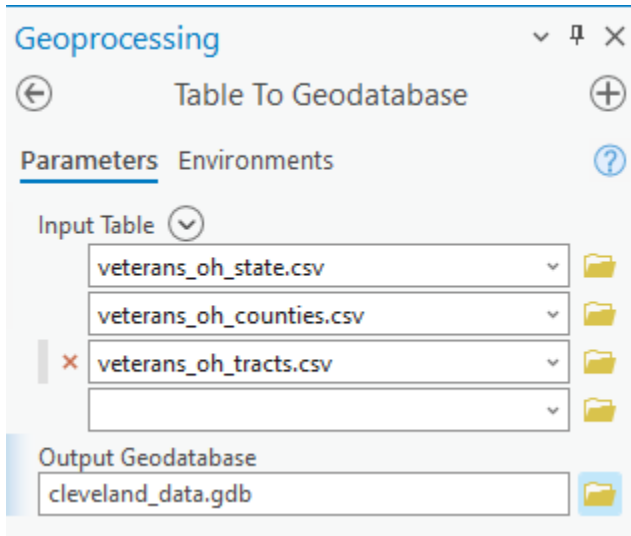 Geoprocessing
Table To Geodatabase
Parameters Environments
Input Table
veterans_oh_state.csv
veterans_oh_counties.csv
veterans_oh_tracts.csv
Output Geodatabase
cleveland_data.gdb